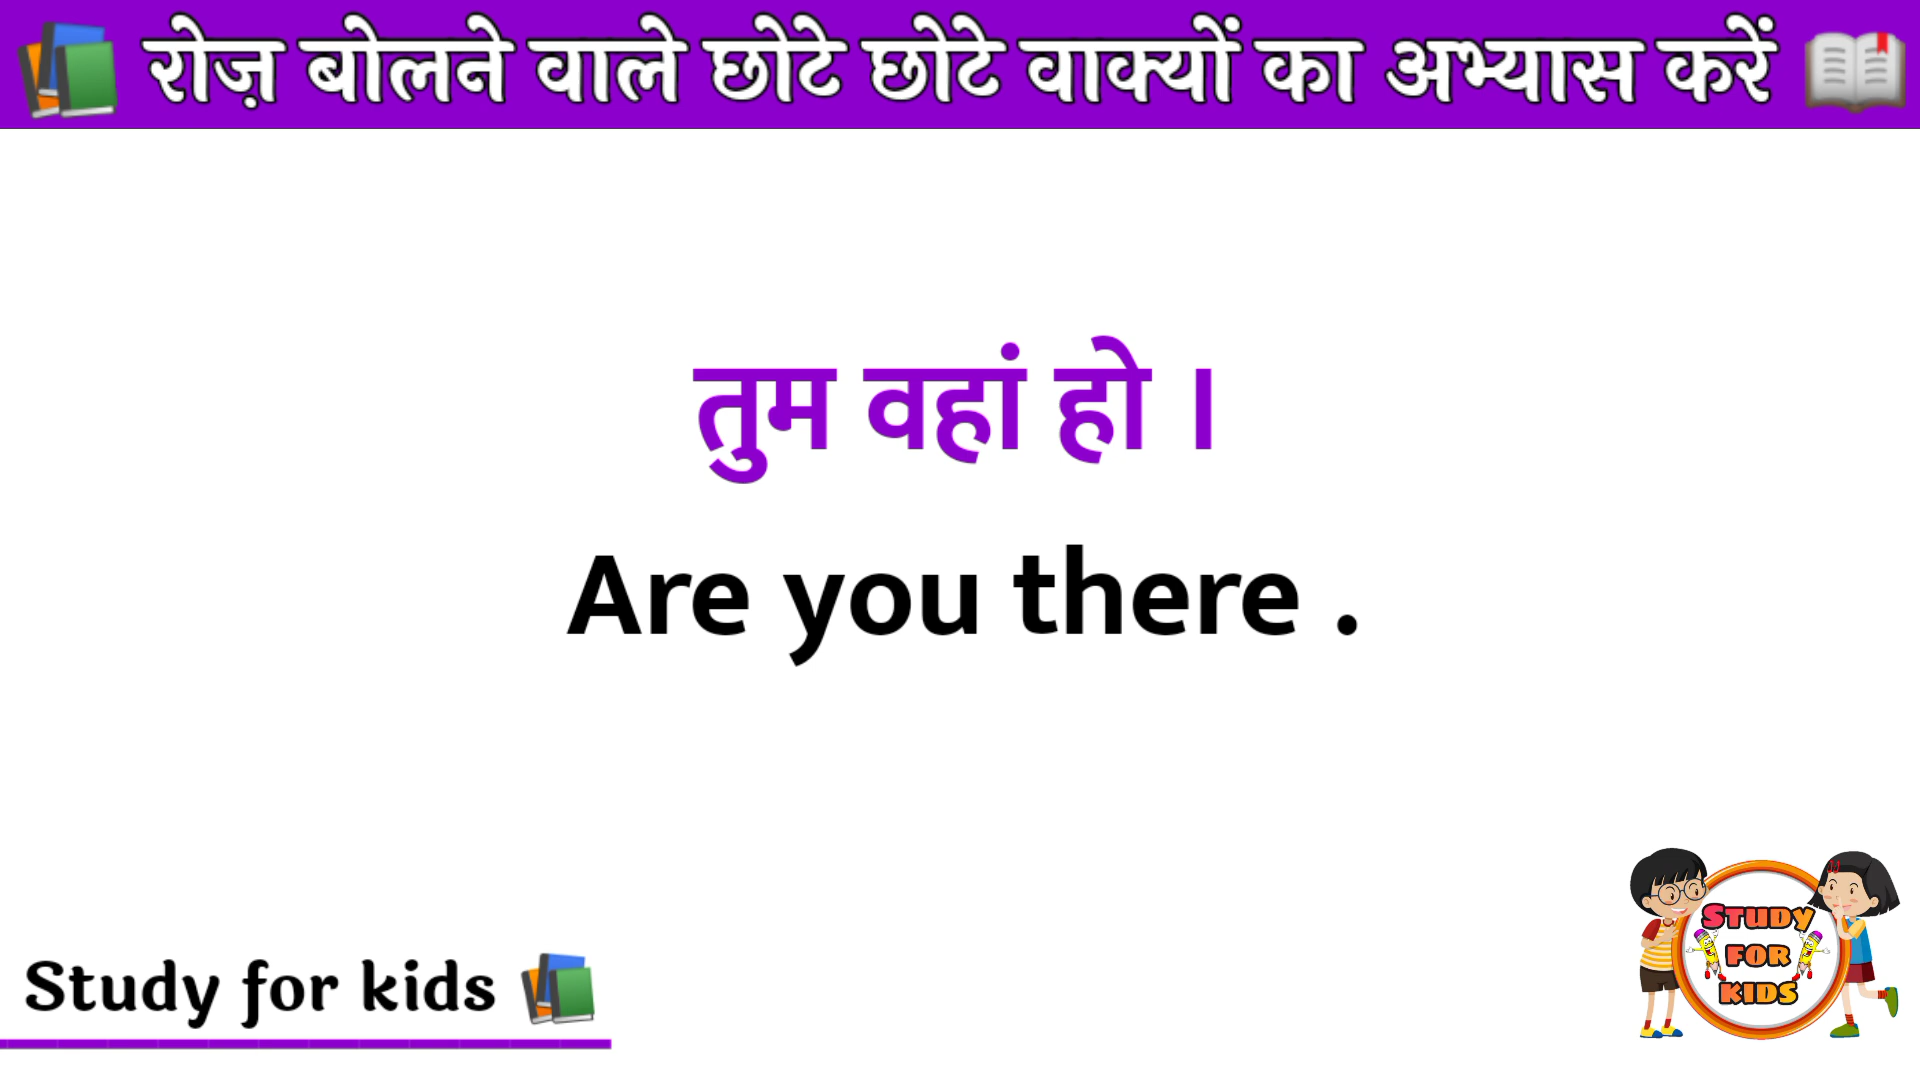 रोज़ बोलने वाले छोटे छोटे वाक्यों का अभ्यास करें
तुम वहां हो ।
Are you there .
Study for kids
STUDY
FOR
KIDS